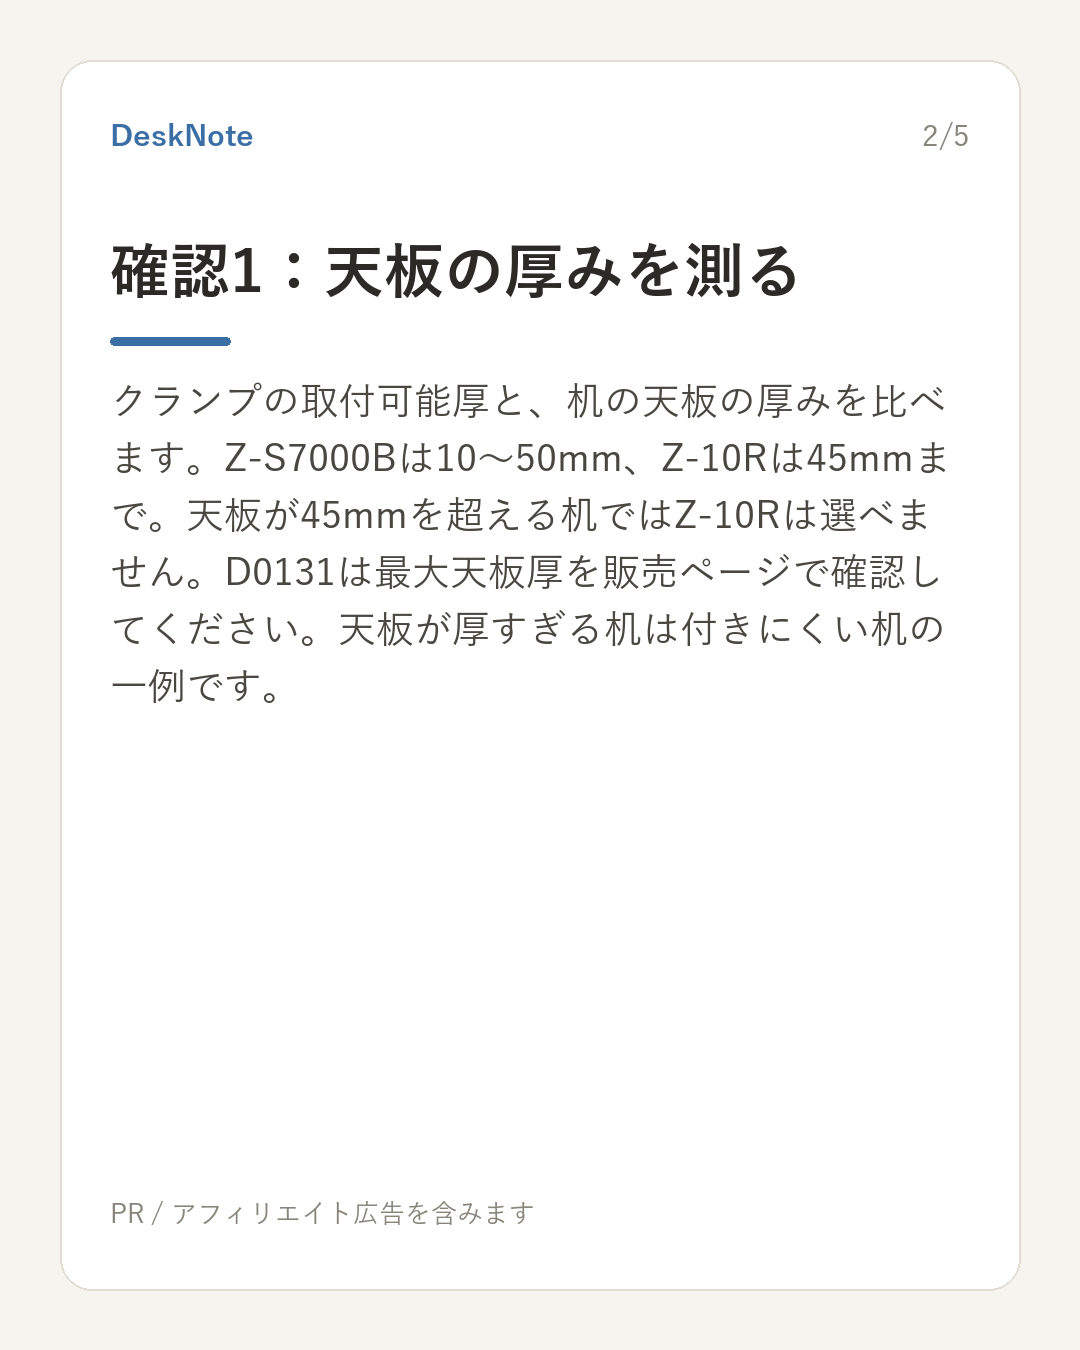 DeskNote
2/5
確認1：天板の厚みを測る
クランプの取付可能厚と、机の天板の厚みを比べ
ます。Z-S7000Bは10〜50mm、Z-10Rは45mmま
で。天板が45mmを超える机ではZ-10Rは選べま
せん。D0131は最大天板厚を販売ページで確認し
てください。天板が厚すぎる机は付きにくい机の
一例です。
PR / アフィリエイト広告を含みます